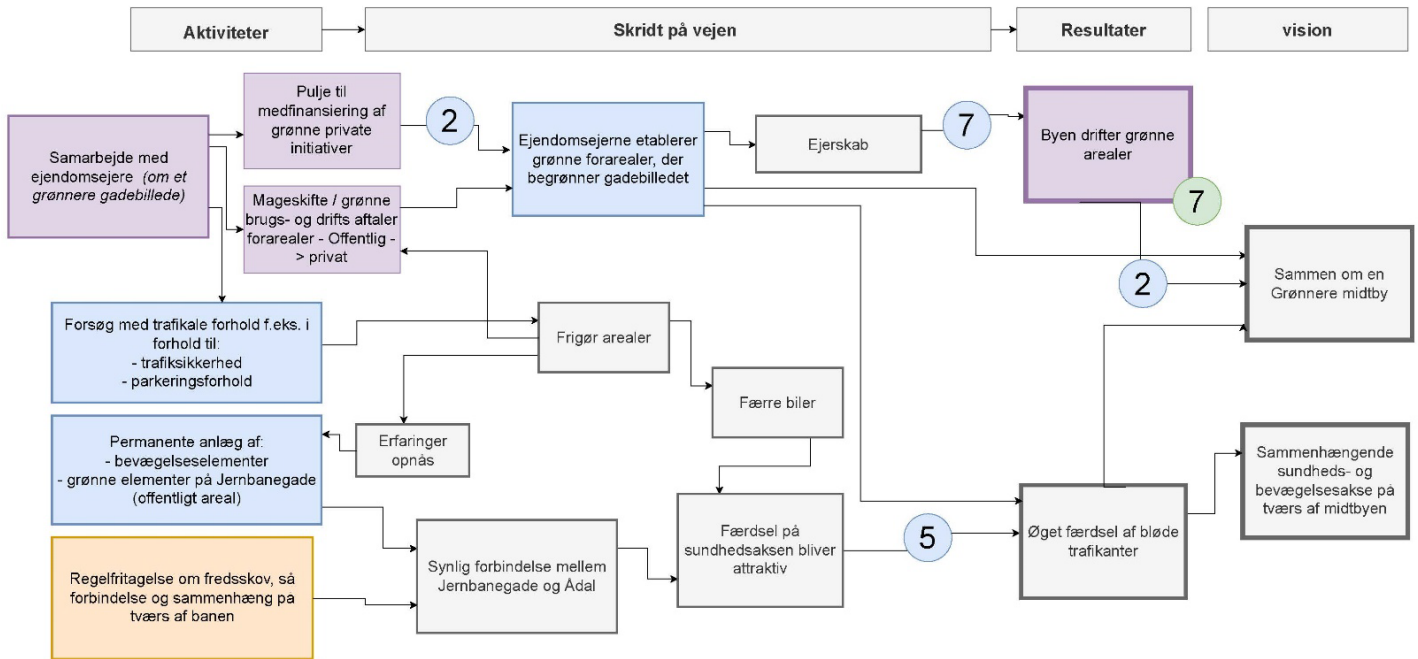 Aktiviteter
Skridt på vejen
Resultater
vision
Pulje til
medfinansiering af
grønne private
initiativer
2
Samarbejde med
ejendomsejere (om et
grønnere gadebillede)
Mageskifte / grønne
brugs- og drifts aftaler
forarealer - Offentlig -
> privat
Ejendomsejerne etablerer
grønne forarealer, der
begrønner gadebilledet
Ejerskab
7
Byen drifter grønne
arealer
7
2
Sammen om en
Grønnere midtby
Forsøg med trafikale forhold f.eks. i
forhold til:
- trafiksikkerhed
- parkeringsforhold
Frigør arealer
Færre biler
Erfaringer
opnås
Permanente anlæg af:
- bevægelseselementer
- grønne elementer på Jernbanegade
(offentligt areal)
Regelfritagelse om fredsskov, så
forbindelse og sammenhæng på
tværs af banen
Synlig forbindelse mellem
Jernbanegade og Ådal
Færdsel på
sundhedsaksen bliver
attraktiv
5
Øget færdsel af bløde
trafikanter
Sammenhængende
sundheds- og
bevægelsesakse på
tværs af midtbyen